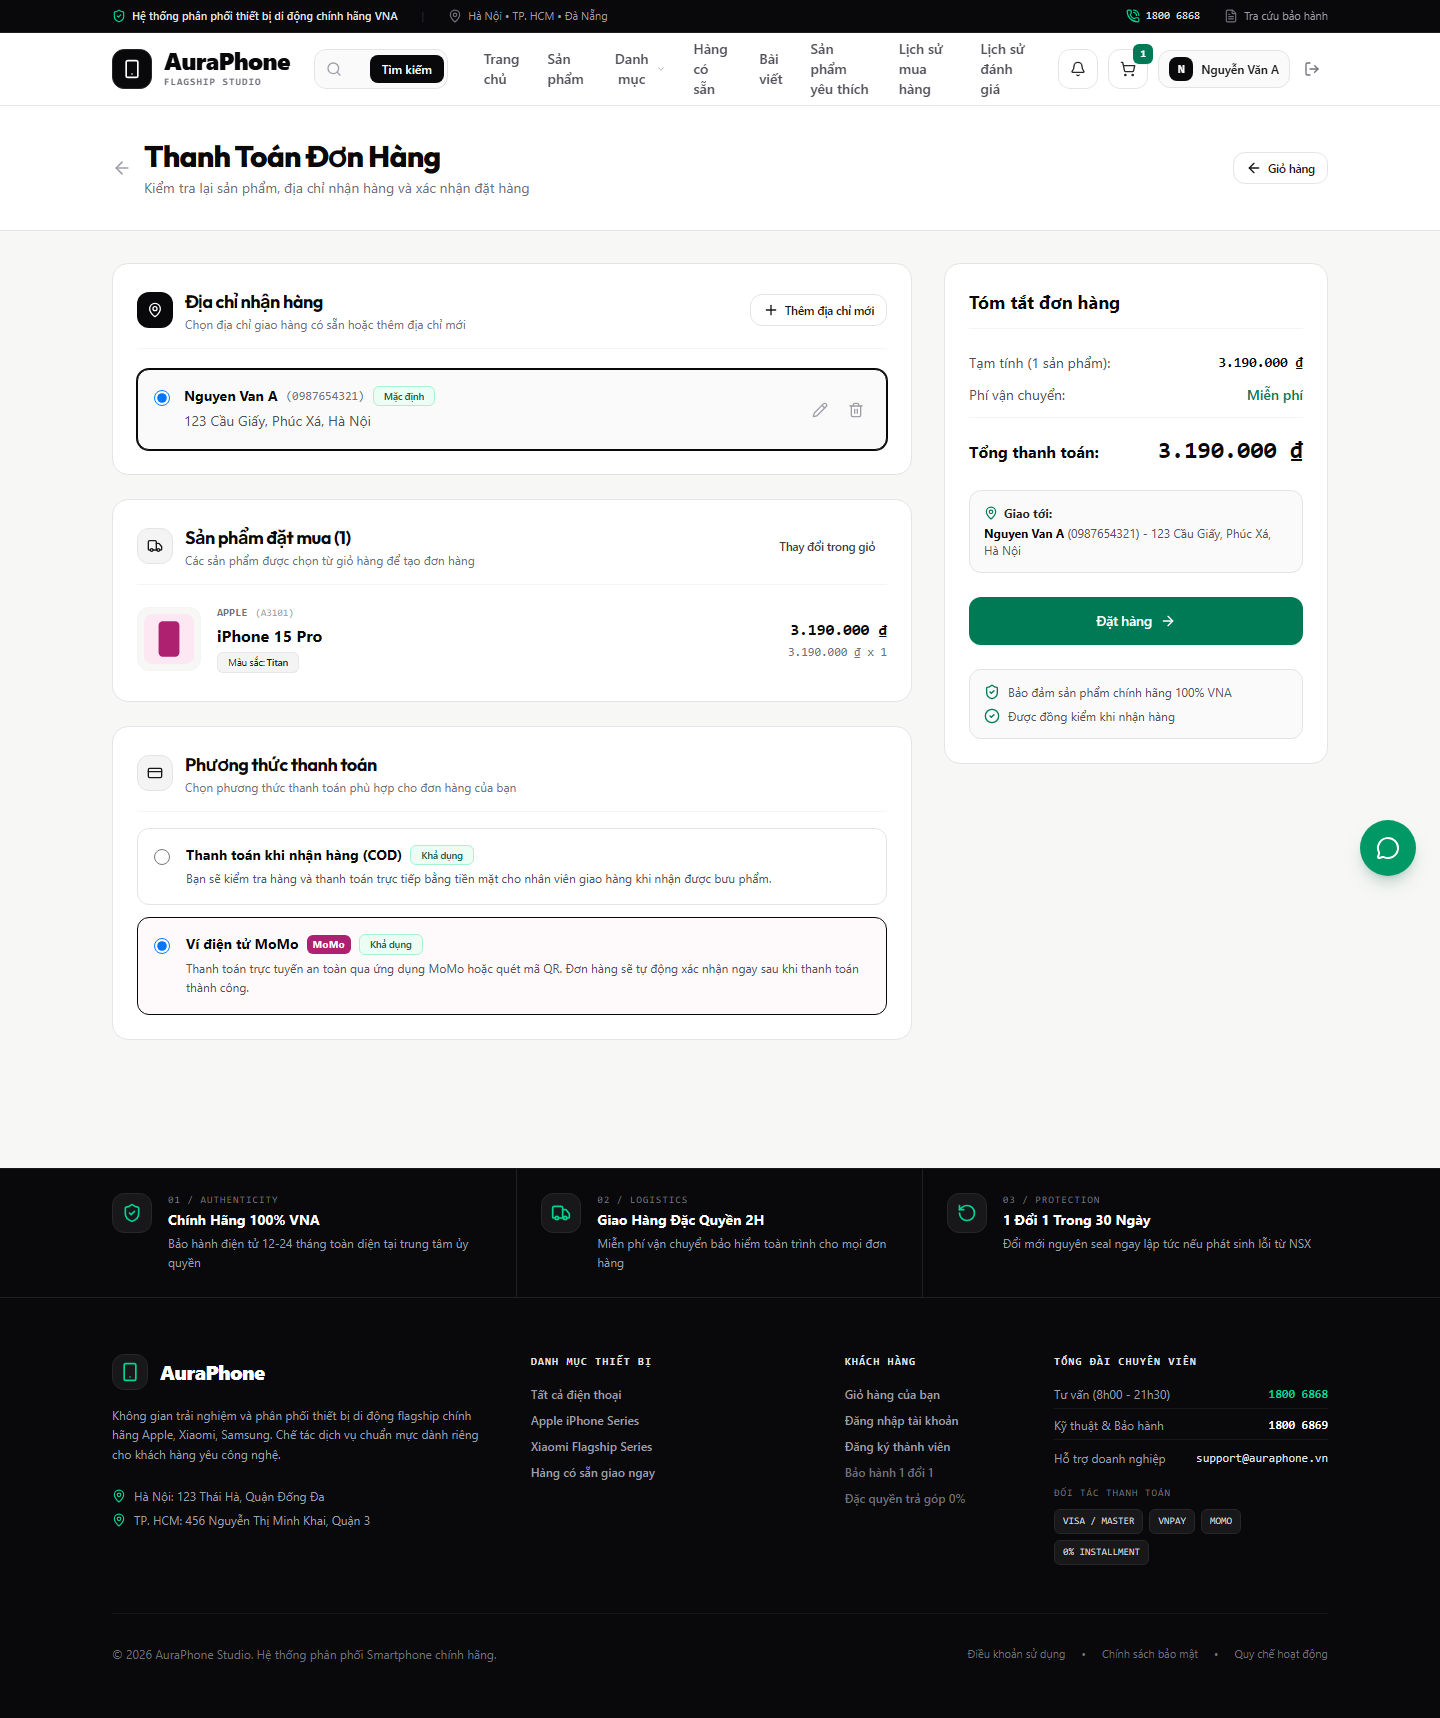 Hệ thống phân phối thiết bị di động chính hãng VNA
Hà Nội • TP. HCM • Đà Nẵng
1800 6868
Tra cứu bảo hành
AuraPhone
FLAGSHIP STUDIO
Tìm kiếm
Trang chủ
Sản phẩm
Danh mục
Hàng có sẵn
Bài viết
Sản phẩm yêu thích
Lịch sử mua hàng
Lịch sử đánh giá
1
N
Nguyễn Văn A
Thanh Toán Đơn Hàng
Kiểm tra lại sản phẩm, địa chỉ nhận hàng và xác nhận đặt hàng
Giỏ hàng
Địa chỉ nhận hàng
Chọn địa chỉ giao hàng có sẵn hoặc thêm địa chỉ mới
Thêm địa chỉ mới
Nguyen Van A (0987654321) Mặc định
123 Cầu Giấy, Phúc Xá, Hà Nội
Sản phẩm đặt mua (1)
Các sản phẩm được chọn từ giỏ hàng để tạo đơn hàng
Thay đổi trong giỏ
APPLE (A3101)
iPhone 15 Pro
Màu sắc: Titan
3.190.000 ₫
3.190.000 ₫ x 1
Phương thức thanh toán
Chọn phương thức thanh toán phù hợp cho đơn hàng của bạn
Thanh toán khi nhận hàng (COD) Khả dụng
Bạn sẽ kiểm tra hàng và thanh toán trực tiếp bằng tiền mặt cho nhân viên giao hàng khi nhận được bưu phẩm.
Ví điện tử MoMo MoMo Khả dụng
Thanh toán trực tuyến an toàn qua ứng dụng MoMo hoặc quét mã QR. Đơn hàng sẽ tự động xác nhận ngay sau khi thanh toán
thành công.
Tóm tắt đơn hàng
Tạm tính (1 sản phẩm): 3.190.000 ₫
Phí vận chuyển: Miễn phí
Tổng thanh toán: 3.190.000 ₫
Giao tới:
Nguyen Van A (0987654321) - 123 Cầu Giấy, Phúc Xá,
Hà Nội
Đặt hàng
Bảo đảm sản phẩm chính hãng 100% VNA
Được đồng kiểm khi nhận hàng
01 / AUTHENTICITY
Chính Hãng 100% VNA
Bảo hành điện tử 12-24 tháng toàn diện tại trung tâm ủy
quyền
02 / LOGISTICS
Giao Hàng Đặc Quyền 2H
Miễn phí vận chuyển bảo hiểm toàn trình cho mọi đơn
hàng
03 / PROTECTION
1 Đổi 1 Trong 30 Ngày
Đổi mới nguyên seal ngay lập tức nếu phát sinh lỗi từ NSX
AuraPhone
Không gian trải nghiệm và phân phối thiết bị di động flagship chính
hãng Apple, Xiaomi, Samsung. Chế tác dịch vụ chuẩn mực dành riêng
cho khách hàng yêu công nghệ.
Hà Nội: 123 Thái Hà, Quận Đống Đa
TP. HCM: 456 Nguyễn Thị Minh Khai, Quận 3
DANH MỤC THIẾT BỊ
Tất cả điện thoại
Apple iPhone Series
Xiaomi Flagship Series
Hàng có sẵn giao ngay
KHÁCH HÀNG
Giỏ hàng của bạn
Đăng nhập tài khoản
Đăng ký thành viên
Bảo hành 1 đổi 1
Đặc quyền trả góp 0%
TỔNG ĐÀI CHUYÊN VIÊN
Tư vấn (8h00 - 21h30) 1800 6868
Kỹ thuật & Bảo hành 1800 6869
Hỗ trợ doanh nghiệp support@auraphone.vn
ĐỐI TÁC THANH TOÁN
VISA / MASTER VNPAY MOMO
0% INSTALLMENT
© 2026 AuraPhone Studio. Hệ thống phân phối Smartphone chính hãng.
Điều khoản sử dụng • Chính sách bảo mật • Quy chế hoạt động